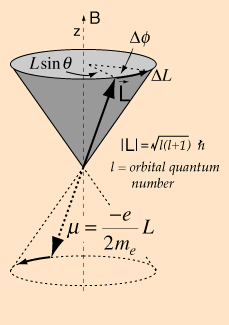 B
z
Δϕ
L sin θ
ΔL
L
|L|=√l(l+1) ℏ
l = orbital quantum
number
μ = -e/2mₑ L